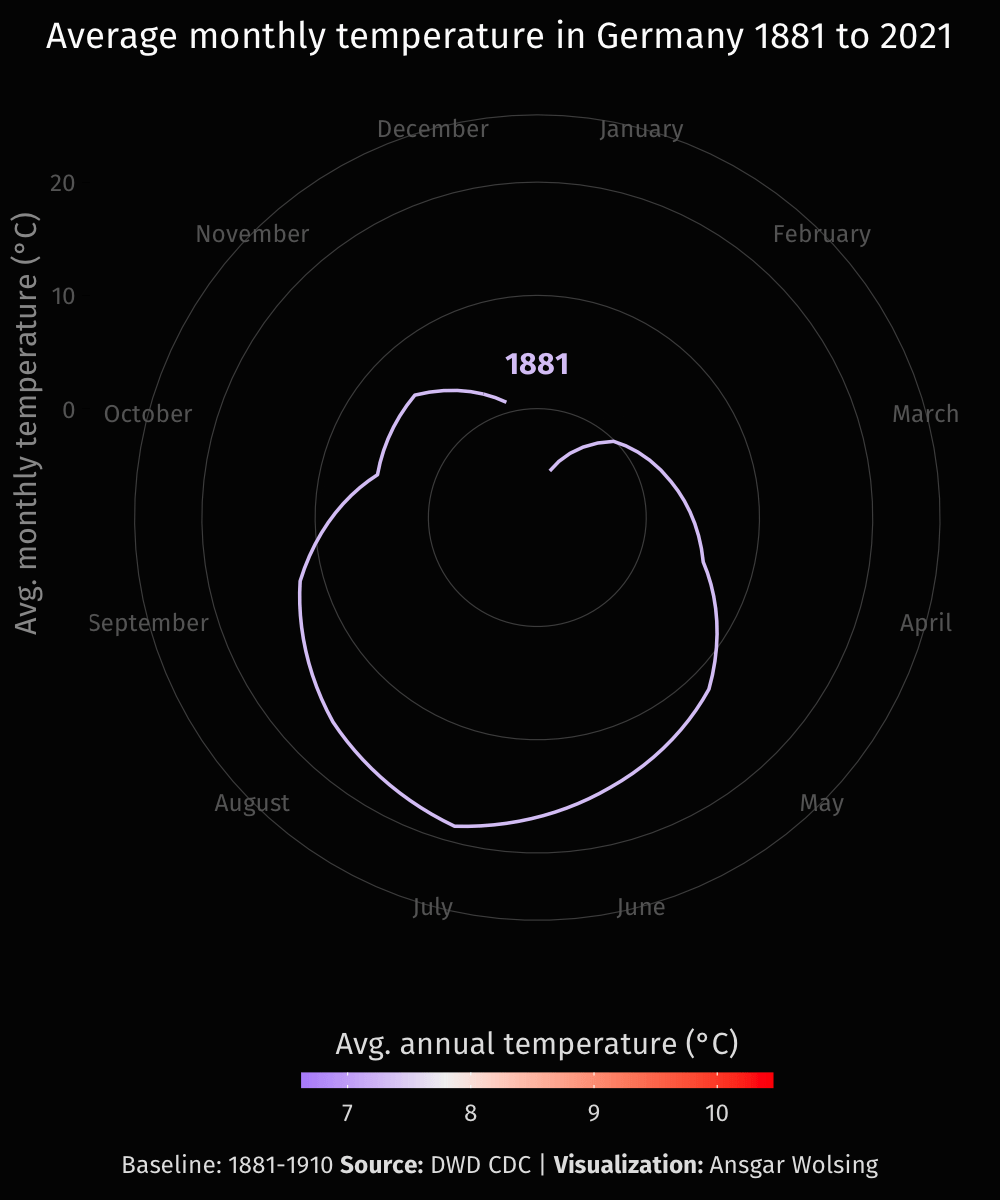 Average monthly temperature in Germany 1881 to 2021
December
January
20
November
February
10
1881
0
October
March
Avg. monthly temperature (°C)
September
April
August
May
July
June
Avg. annual temperature (°C)
7 8 9 10
Baseline: 1881-1910 Source: DWD CDC | Visualization: Ansgar Wolsing